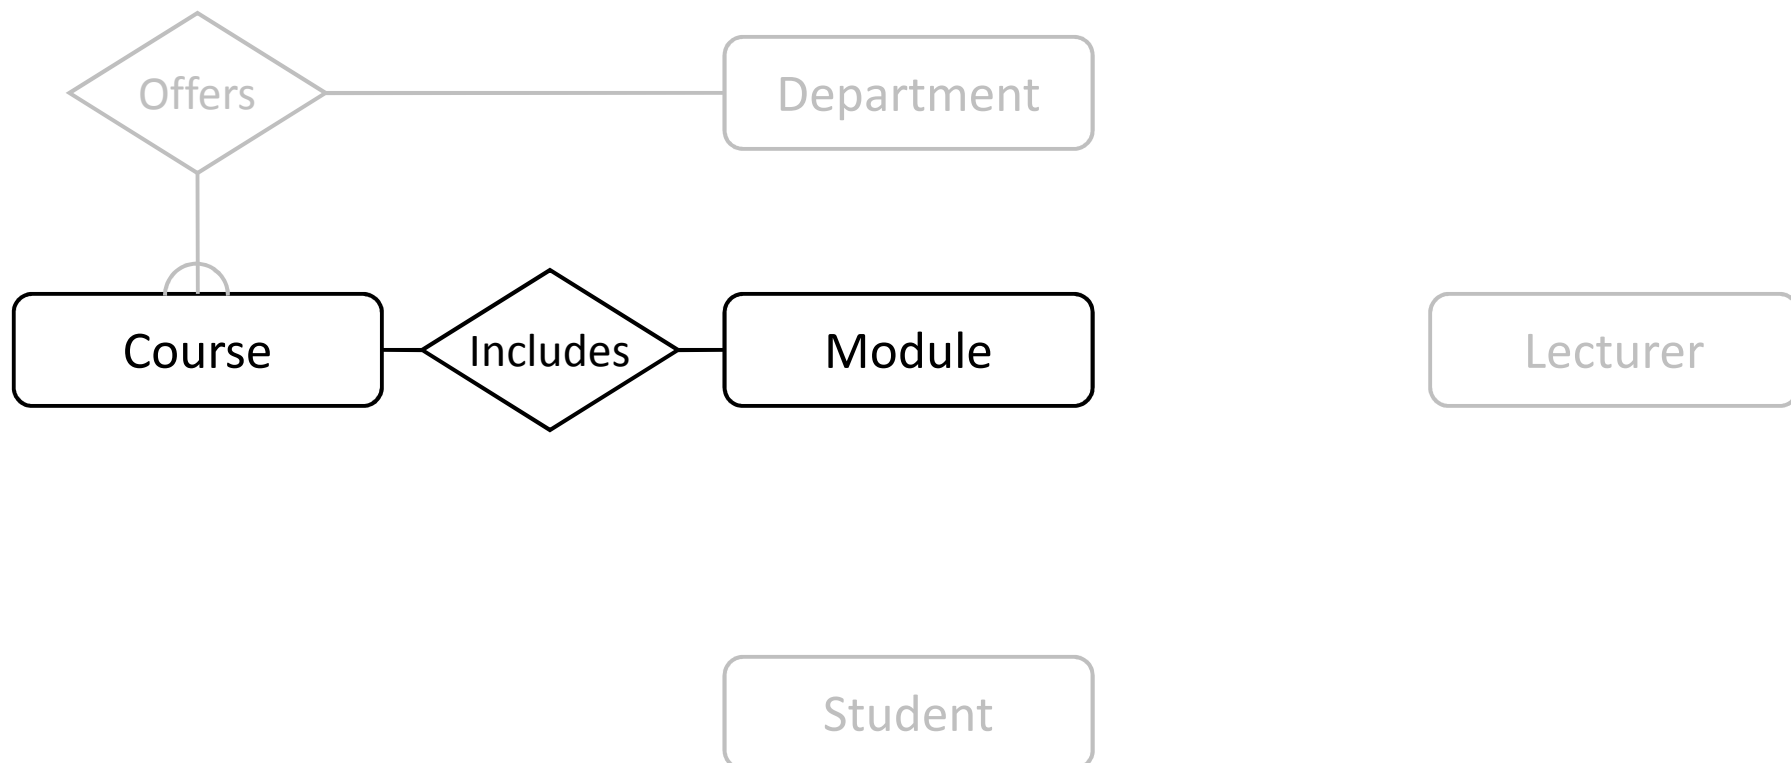 Offers
Department
Course
Includes
Module
Lecturer
Student